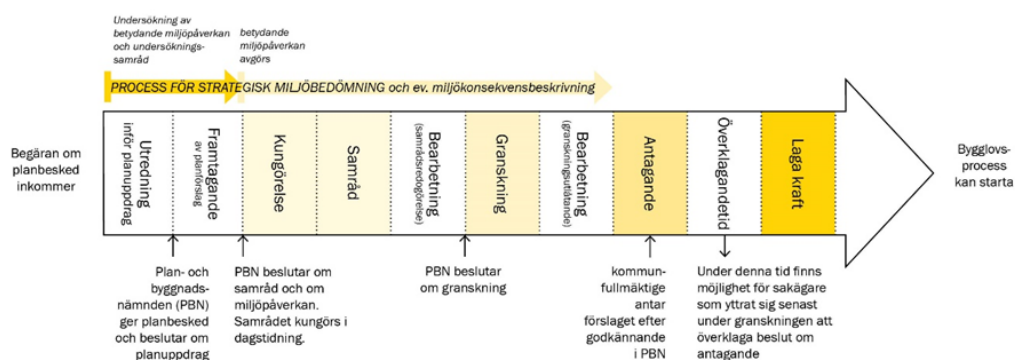 Undersökning av
betydande miljöpåverkan
och undersöknings-
samråd
betydande
miljöpåverkan
avgörs
PROCESS FÖR STRATEGISK MILJÖBEDÖMNING och ev. miljökonsekvensbeskrivning
Begäran om
planbesked
inkommer
Utredning
inför planuppdrag
Framtagande
av planförslag
Kungörelse
Samråd
Bearbetning
(samrådsredogörelse)
Granskning
Bearbetning
(granskningsutlåtande)
Antagande
Överklagandetid
Laga kraft
Bygglovs-
process
kan starta
Plan- och
byggnads-
nämnden (PBN)
ger planbesked
och beslutar om
planuppdrag
PBN beslutar om
samråd och om
miljöpåverkan.
Samrådet kungörs i
dagstidning.
PBN beslutar
om granskning
kommun-
fullmäktige
antar
förslaget efter
godkännande
i PBN
Under denna tid finns
möjlighet för sakägare
som yttrat sig senast
under granskningen att
överklaga beslut om
antagande